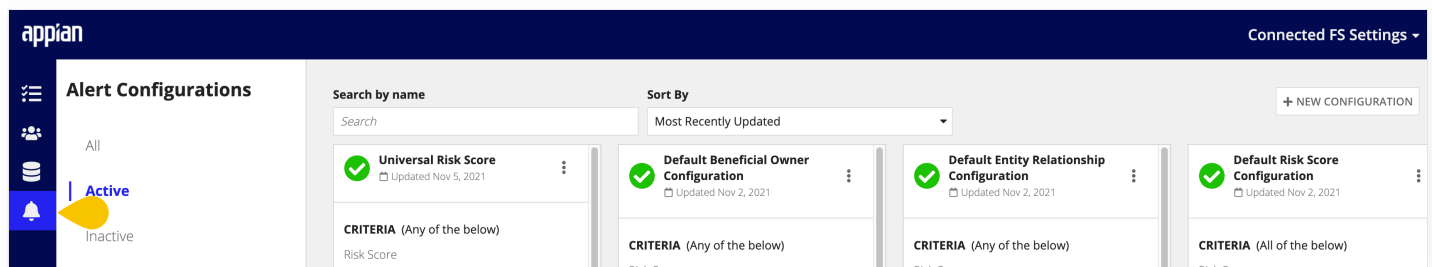 appian
Connected FS Settings
Alert Configurations
All
Active
Inactive
Search by name
Search
Sort By
Most Recently Updated
+ NEW CONFIGURATION
Universal Risk Score
Updated Nov 5, 2021
CRITERIA (Any of the below)
Risk Score
Default Beneficial Owner
Configuration
Updated Nov 2, 2021
CRITERIA (Any of the below)
Default Entity Relationship
Configuration
Updated Nov 2, 2021
CRITERIA (Any of the below)
Default Risk Score
Configuration
Updated Nov 2, 2021
CRITERIA (All of the below)